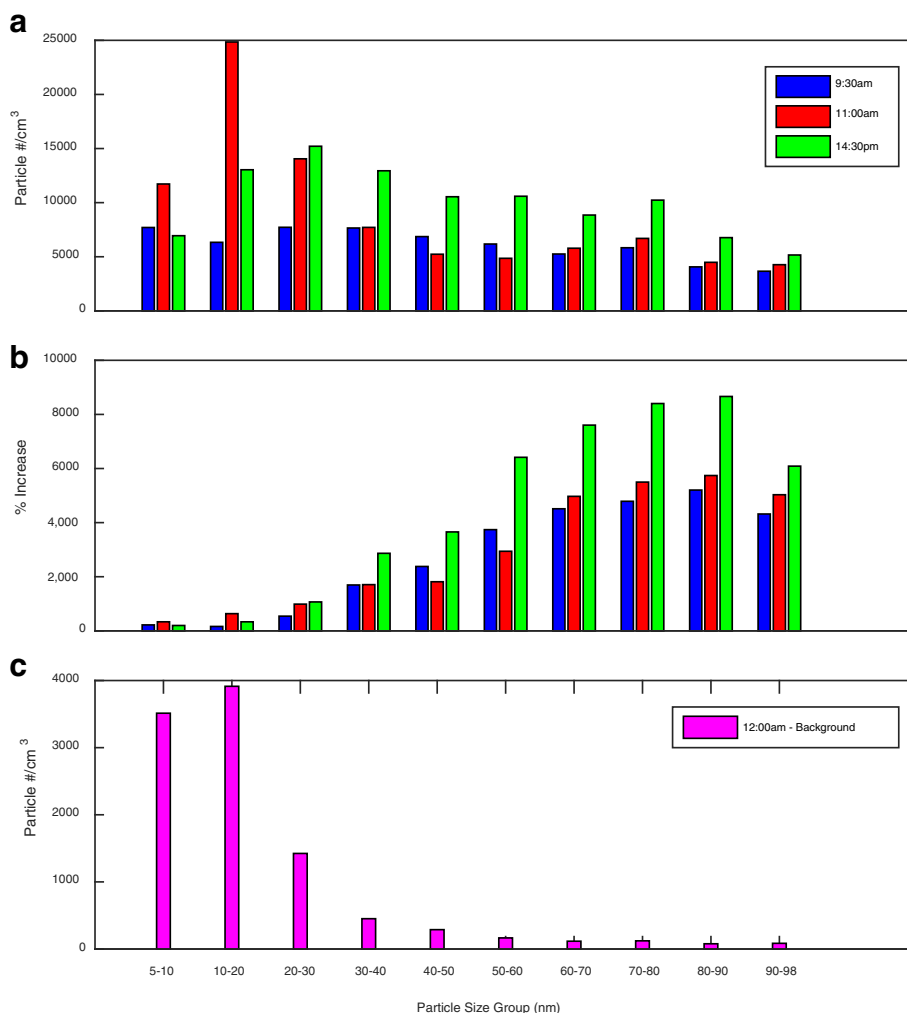 a
25000
20000
15000
10000
5000
0
Particle #/cm3
9:30am
11:00am
14:30pm
b
10000
8000
6000
4,000
2,000
0
% Increase
c
4000
3000
2000
1000
0
Particle #/cm 3
12:00am - Background
5-10 10-20 20-30 30-40 40-50 50-60 60-70 70-80 80-90 90-98
Particle Size Group (nm)